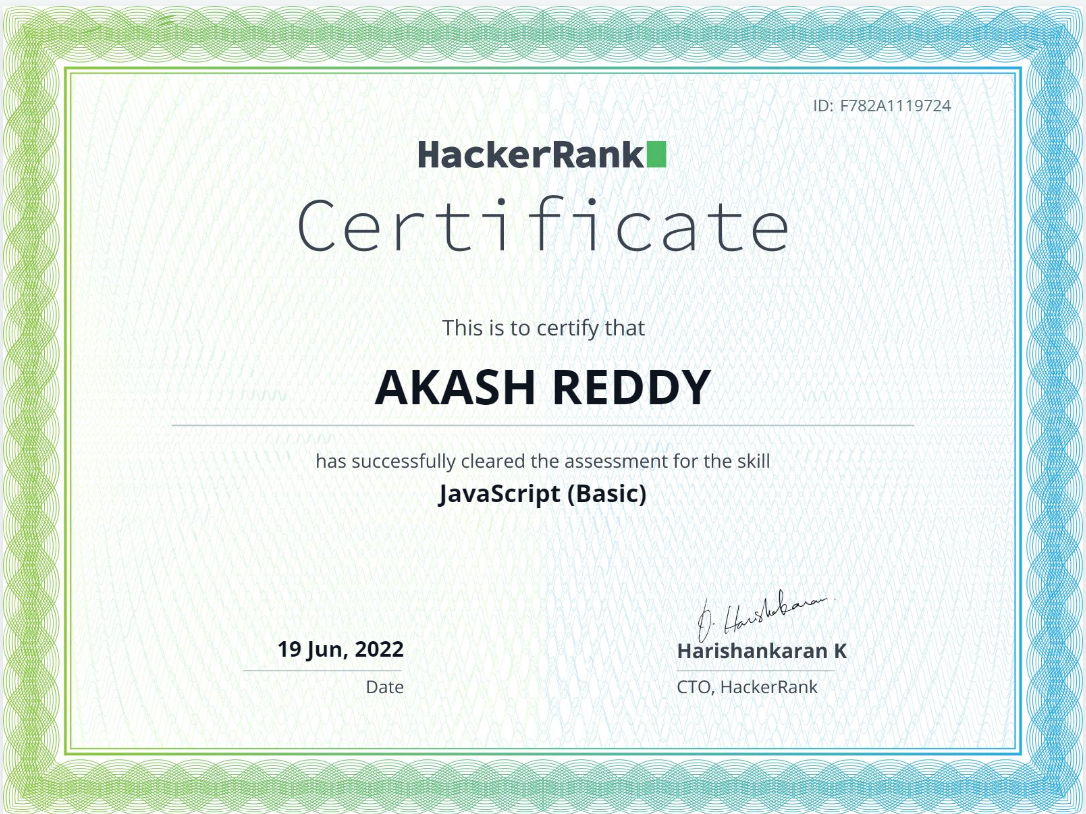 ID: F782A1119724
HackerRank
Certificate
This is to certify that
AKASH REDDY
has successfully cleared the assessment for the skill
JavaScript (Basic)
19 Jun, 2022
Date
Harishankaran K
CTO, HackerRank